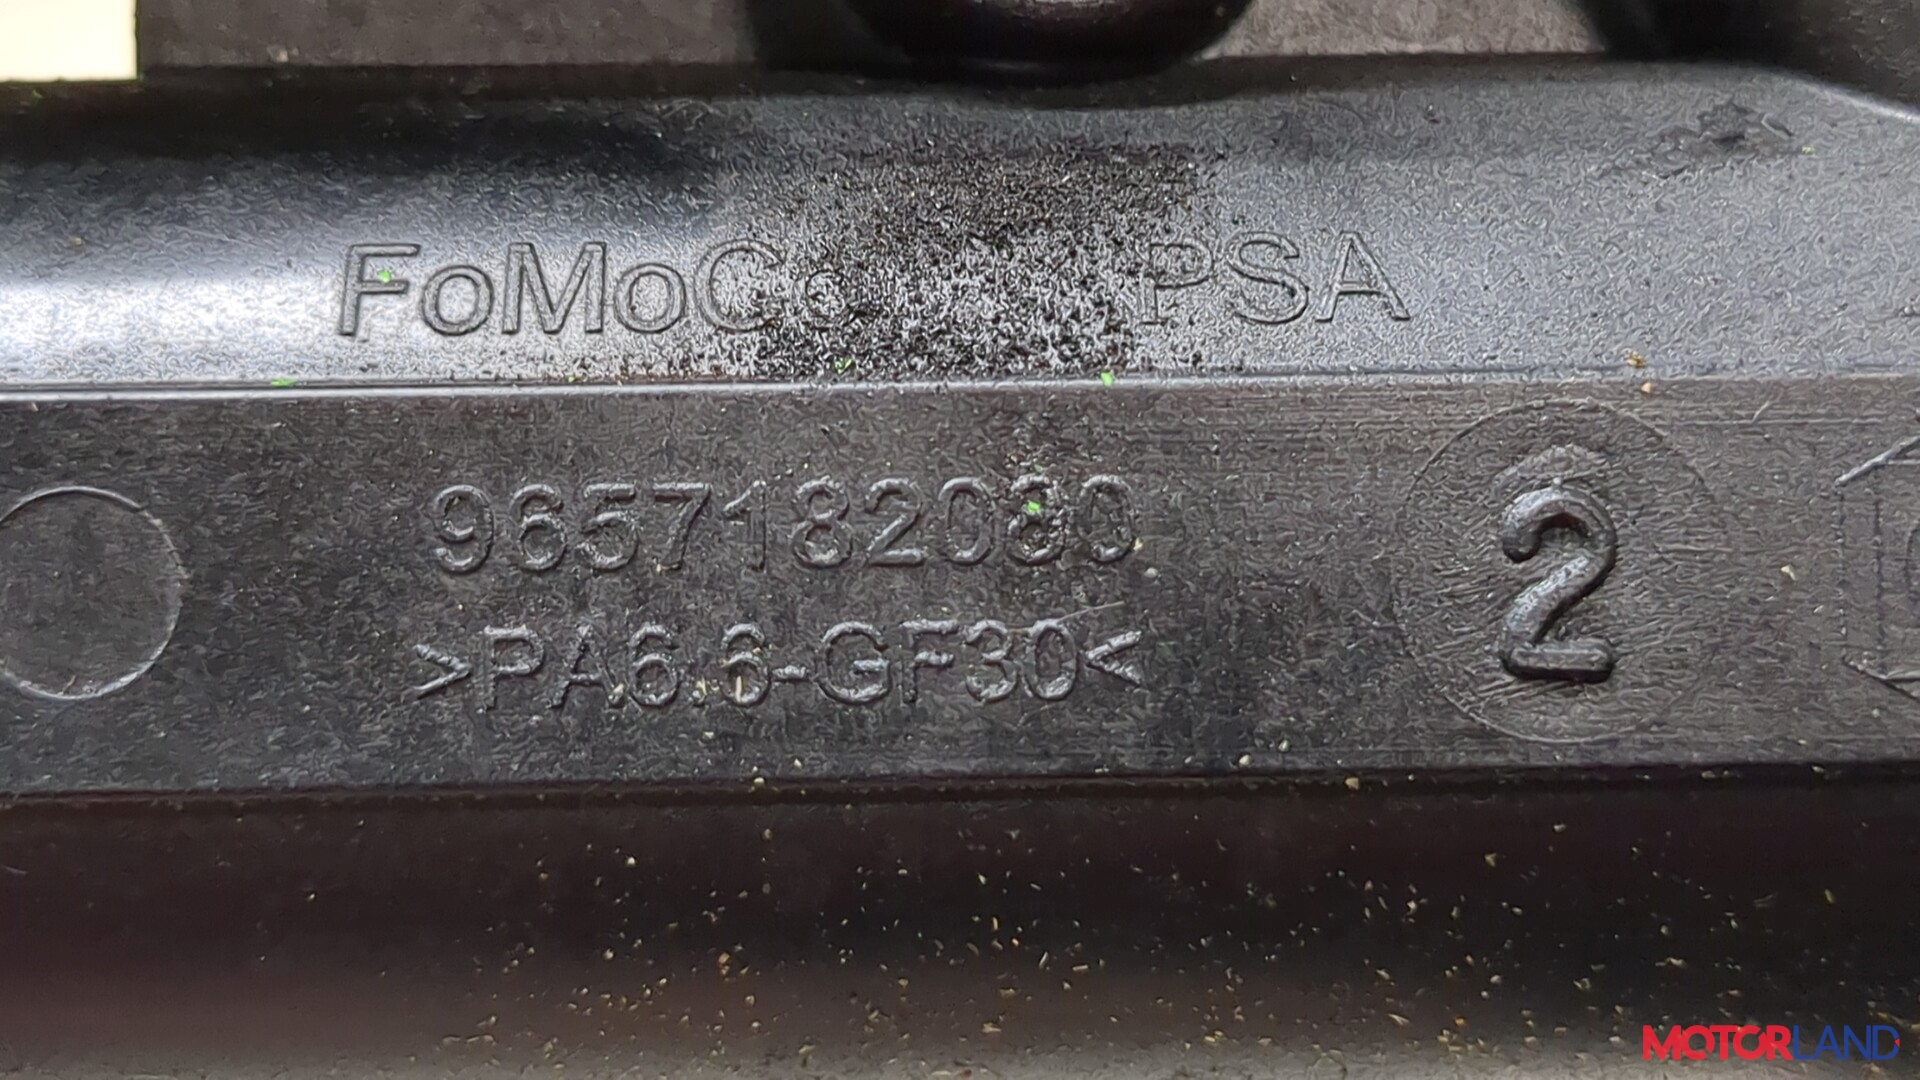 FoMoCo PSA
9657182080
>PA6.6-GF30<
2
MOTORLAND